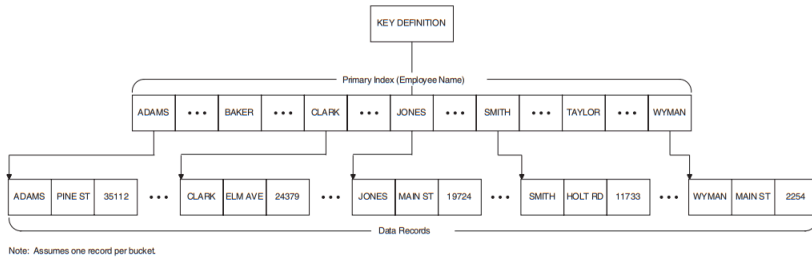 KEY DEFINITION
Primary Index (Employee Name)
ADAMS ••• BAKER ••• CLARK ••• JONES ••• SMITH ••• TAYLOR ••• WYMAN
ADAMS PINE ST 35112 ••• CLARK ELM AVE 24379 ••• JONES MAIN ST 19724 ••• SMITH HOLT RD 11733 ••• WYMAN MAIN ST 2254
Data Records
Note: Assumes one record per bucket.